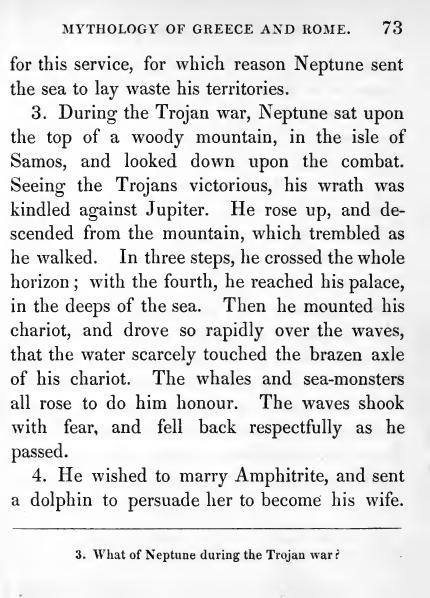 MYTHOLOGY OF GREECE AND ROME. 73
for this service, for which reason Neptune sent
the sea to lay waste his territories.
3. During the Trojan war, Neptune sat upon
the top of a woody mountain, in the isle of
Samos, and looked down upon the combat.
Seeing the Trojans victorious, his wrath was
kindled against Jupiter. He rose up, and de-
scended from the mountain, which trembled as
he walked. In three steps, he crossed the whole
horizon; with the fourth, he reached his palace,
in the deeps of the sea. Then he mounted his
chariot, and drove so rapidly over the waves,
that the water scarcely touched the brazen axle
of his chariot. The whales and sea-monsters
all rose to do him honour. The waves shook
with fear, and fell back respectfully as he
passed.
4. He wished to marry Amphitrite, and sent
a dolphin to persuade her to become his wife.
3. What of Neptune during the Trojan war?